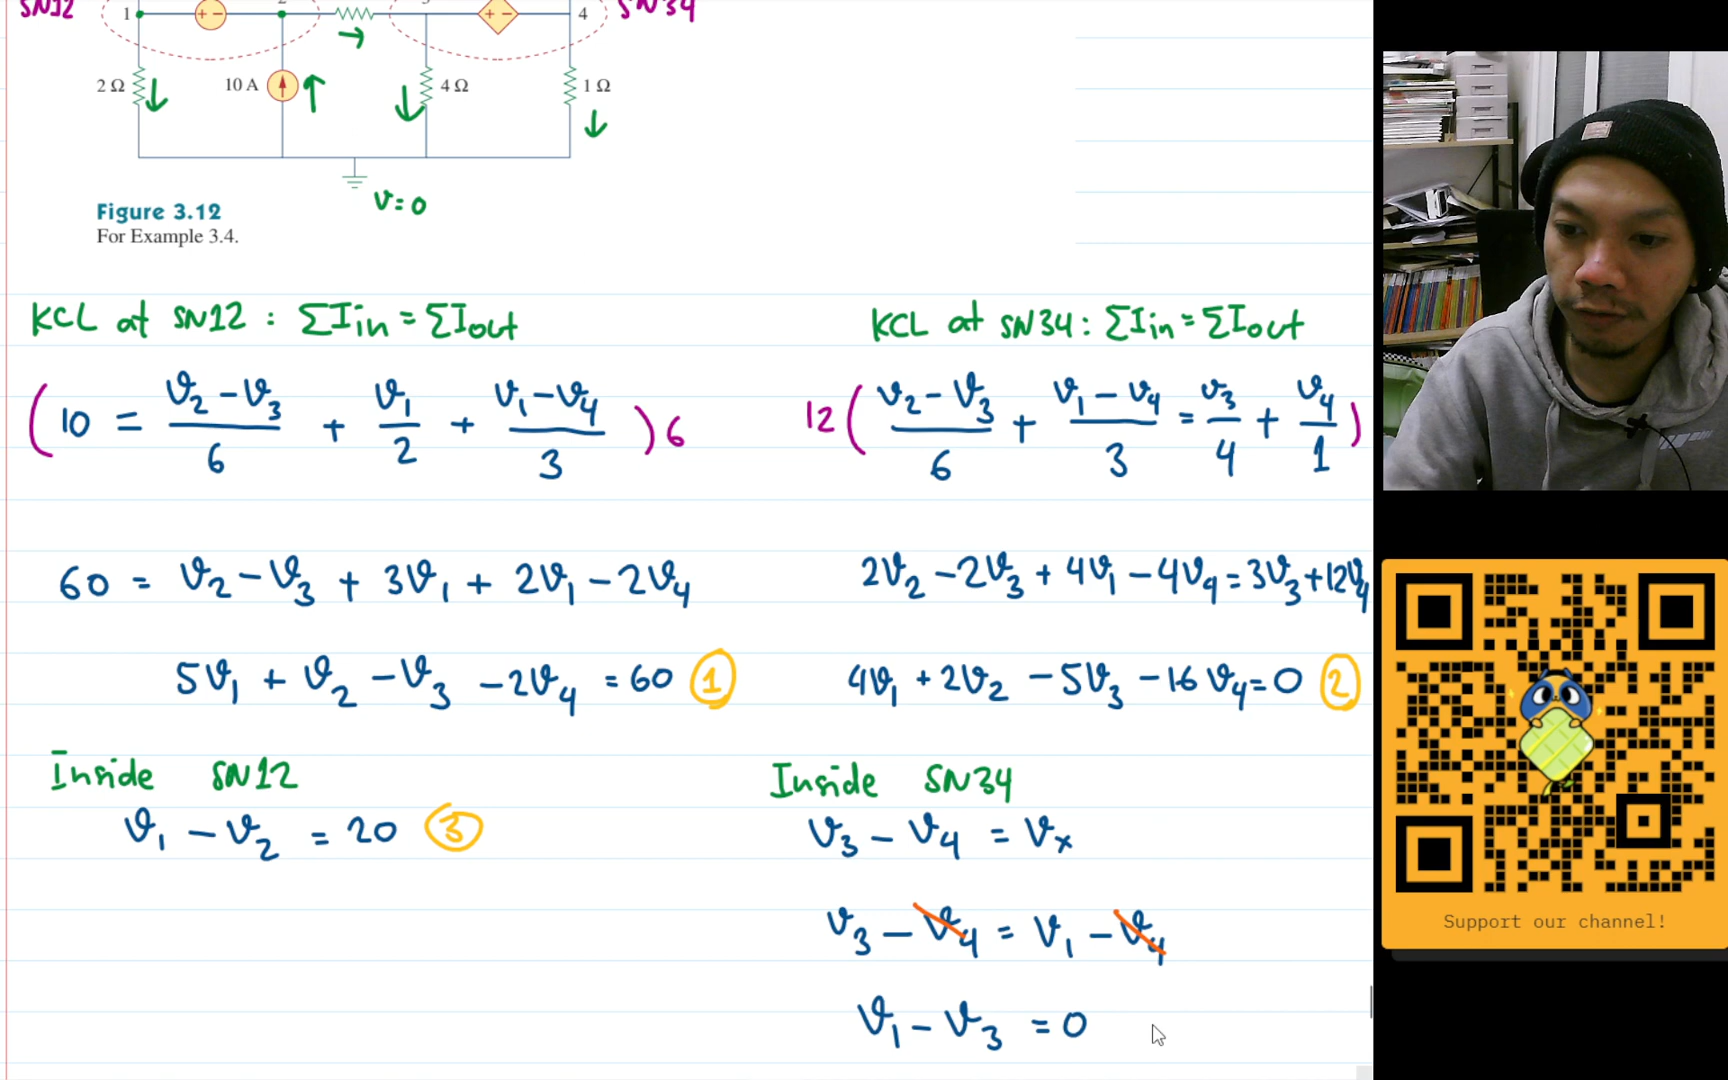 SN12 1 + - 2 3 + - 4 SN34
2 Ω 10 A 4 Ω 1 Ω
v = 0
Figure 3.12
For Example 3.4.
KCL at SN12 : ΣIin = ΣIout
(10 = (v2 - v3)/6 + v1/2 + (v1 - v4)/3) 6
60 = v2 - v3 + 3v1 + 2v1 - 2v4
5v1 + v2 - v3 - 2v4 = 60 ①
Inside SN12
v1 - v2 = 20 ③
KCL at SN34 : ΣIin = ΣIout
12 ((v2 - v3)/6 + (v1 - v4)/3 = v3/4 + v4/1)
2v2 - 2v3 + 4v1 - 4v4 = 3v3 + 12v4
4v1 + 2v2 - 5v3 - 16v4 = 0 ②
Inside SN34
v3 - v4 = vx
v3 - v4 = v1 - v4
v1 - v3 = 0
Support our channel!